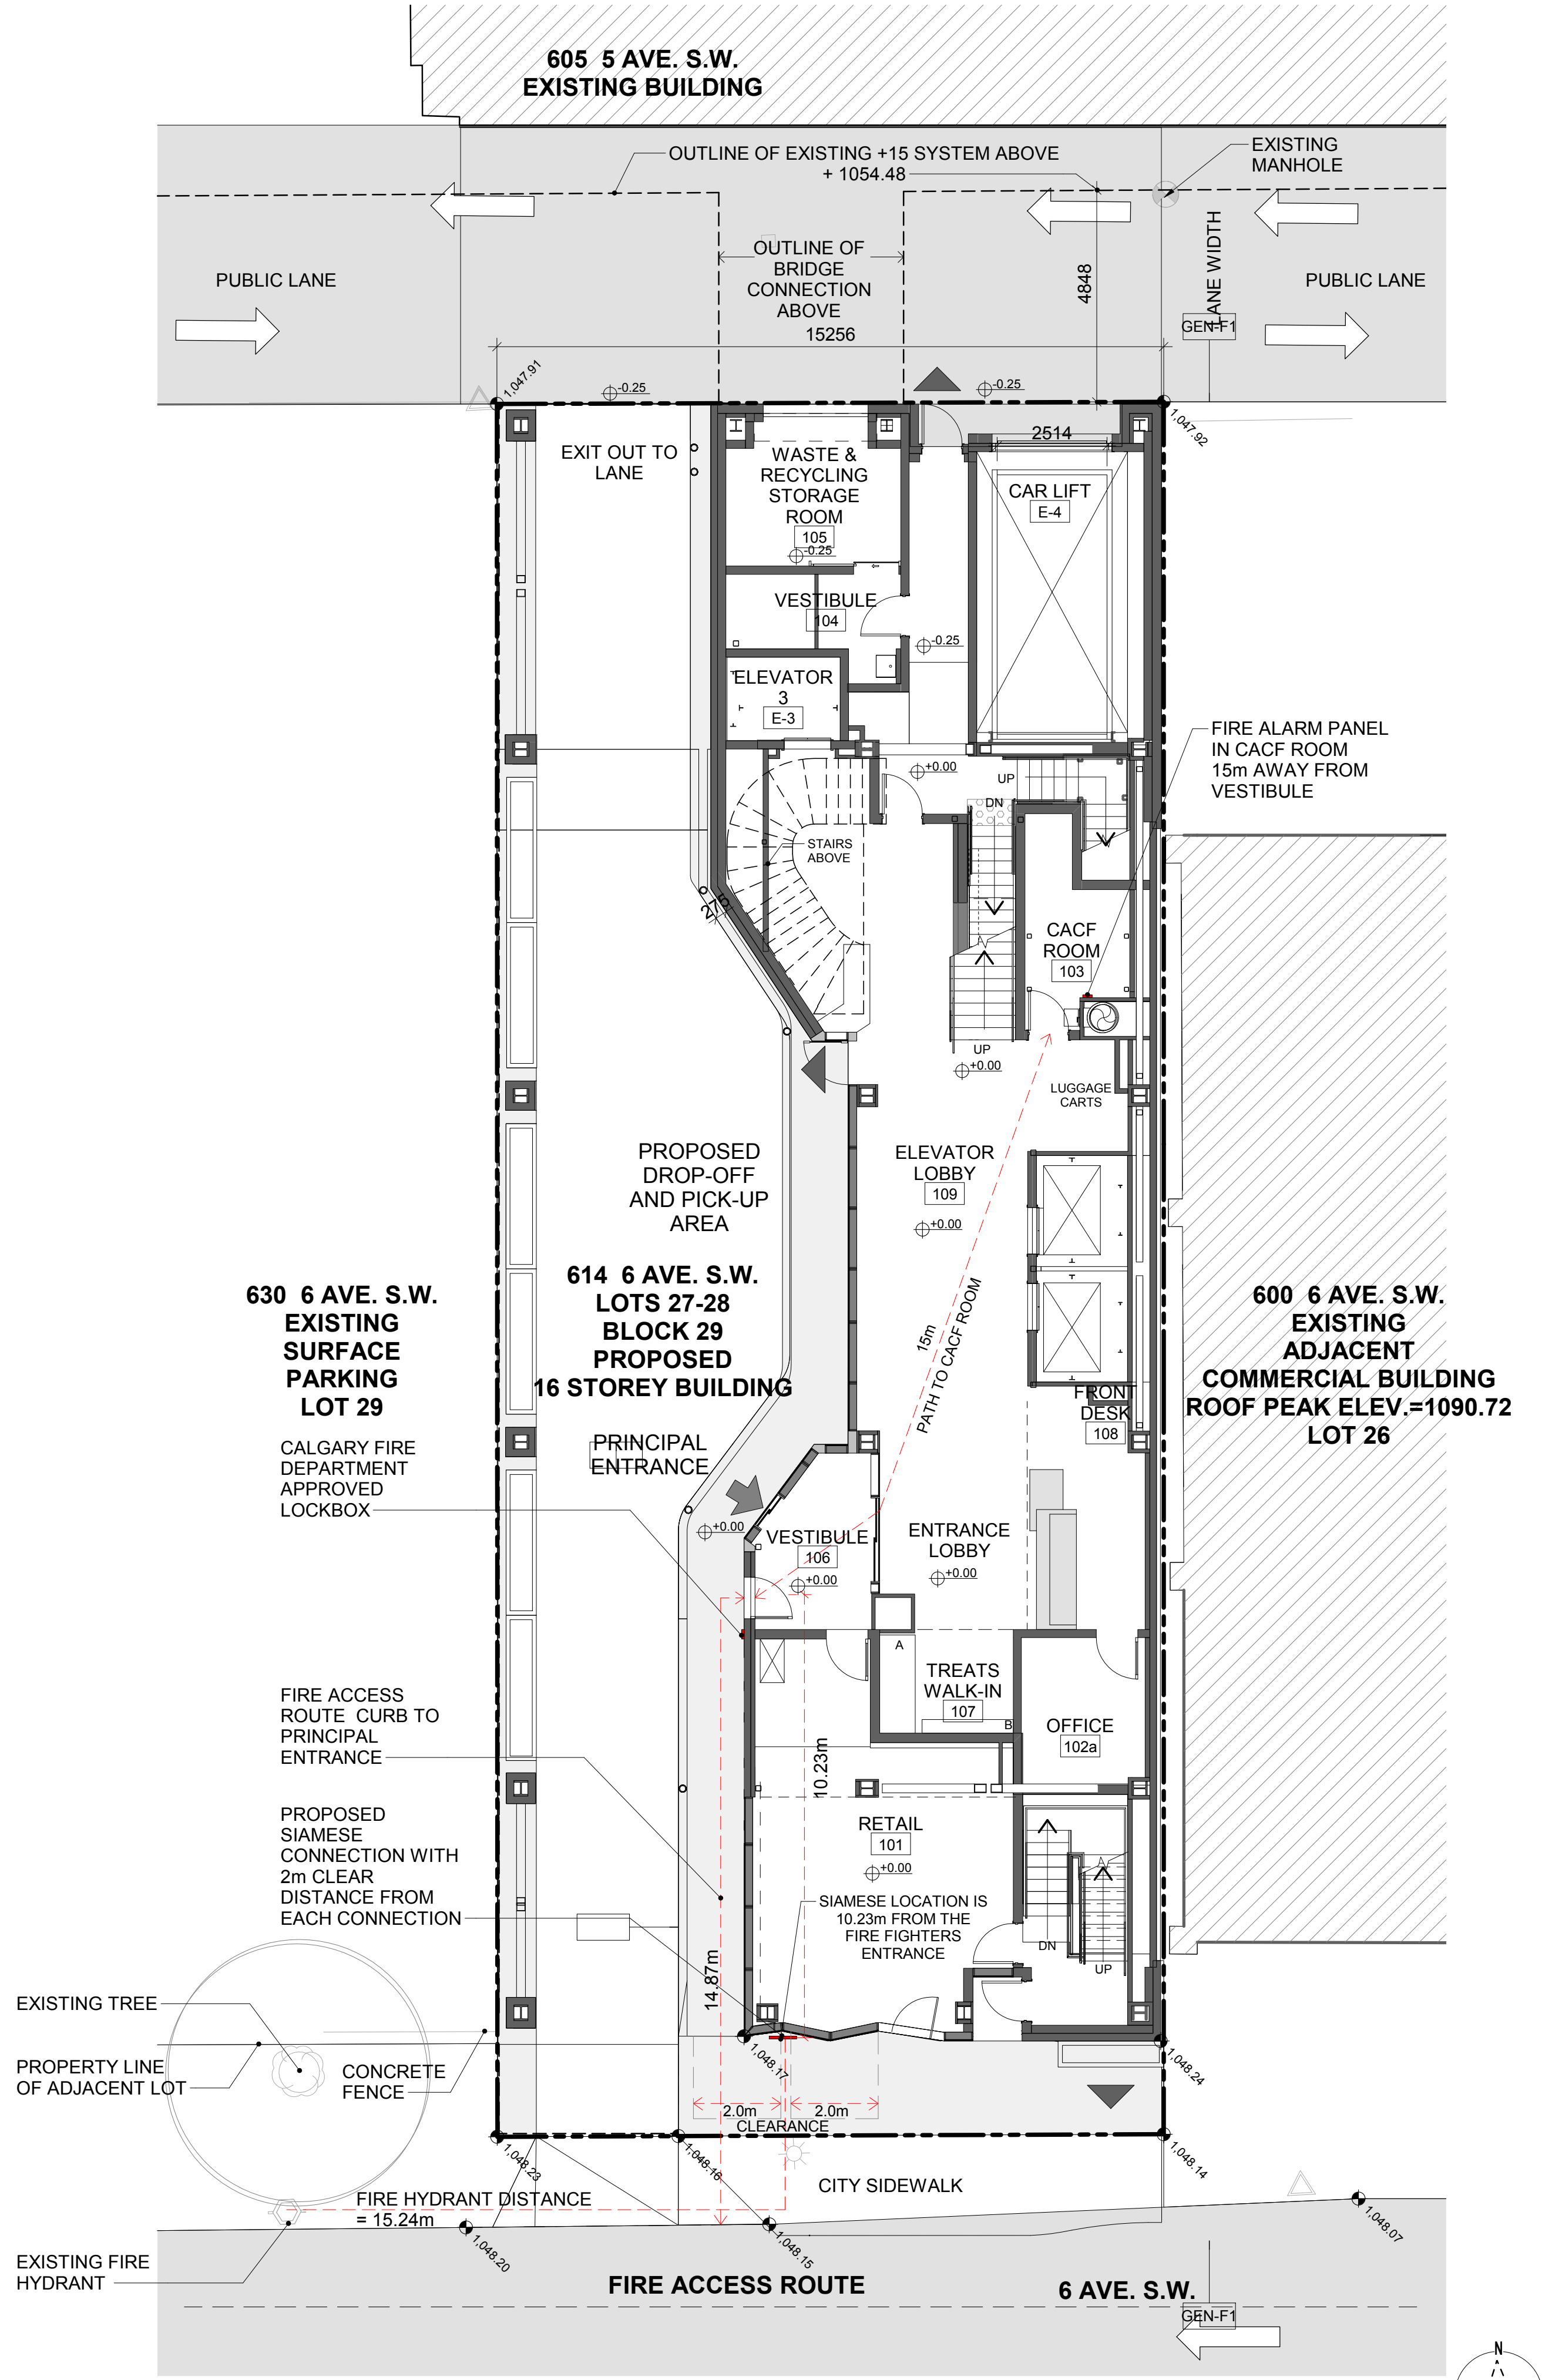 605 5 AVE. S.W.
EXISTING BUILDING
OUTLINE OF EXISTING +15 SYSTEM ABOVE
+ 1054.48
EXISTING
MANHOLE
PUBLIC LANE
OUTLINE OF
BRIDGE
CONNECTION
ABOVE
4848
LANE WIDTH
GEN-F1
PUBLIC LANE
15256
1,047.91
-0.25
-0.25
1,047.92
EXIT OUT TO
LANE
WASTE &
RECYCLING
STORAGE
ROOM
105
-0.25
2514
CAR LIFT
E-4
VESTIBULE
104
-0.25
ELEVATOR
3
E-3
FIRE ALARM PANEL
IN CACF ROOM
15m AWAY FROM
VESTIBULE
+0.00
UP
DN
STAIRS
ABOVE
275
CACF
ROOM
103
UP
+0.00
LUGGAGE
CARTS
PROPOSED
DROP-OFF
AND PICK-UP
AREA
ELEVATOR
LOBBY
109
+0.00
15m
PATH TO CACF ROOM
630 6 AVE. S.W.
EXISTING
SURFACE
PARKING
LOT 29
614 6 AVE. S.W.
LOTS 27-28
BLOCK 29
PROPOSED
16 STOREY BUILDING
600 6 AVE. S.W.
EXISTING
ADJACENT
COMMERCIAL BUILDING
ROOF PEAK ELEV.=1090.72
LOT 26
FRONT
DESK
108
CALGARY FIRE
DEPARTMENT
APPROVED
LOCKBOX
PRINCIPAL
ENTRANCE
+0.00
VESTIBULE
106
+0.00
ENTRANCE
LOBBY
+0.00
A
TREATS
WALK-IN
107
B
OFFICE
102a
FIRE ACCESS
ROUTE CURB TO
PRINCIPAL
ENTRANCE
10.23m
PROPOSED
SIAMESE
CONNECTION WITH
2m CLEAR
DISTANCE FROM
EACH CONNECTION
RETAIL
101
+0.00
SIAMESE LOCATION IS
10.23m FROM THE
FIRE FIGHTERS
ENTRANCE
DN
UP
14.87m
EXISTING TREE
PROPERTY LINE
OF ADJACENT LOT
CONCRETE
FENCE
1,048.17
1,048.24
2.0m
2.0m
CLEARANCE
1,048.23
1,048.16
1,048.14
CITY SIDEWALK
FIRE HYDRANT DISTANCE
= 15.24m
1,048.20
1,048.15
1,048.07
EXISTING FIRE
HYDRANT
FIRE ACCESS ROUTE
6 AVE. S.W.
GEN-F1
N